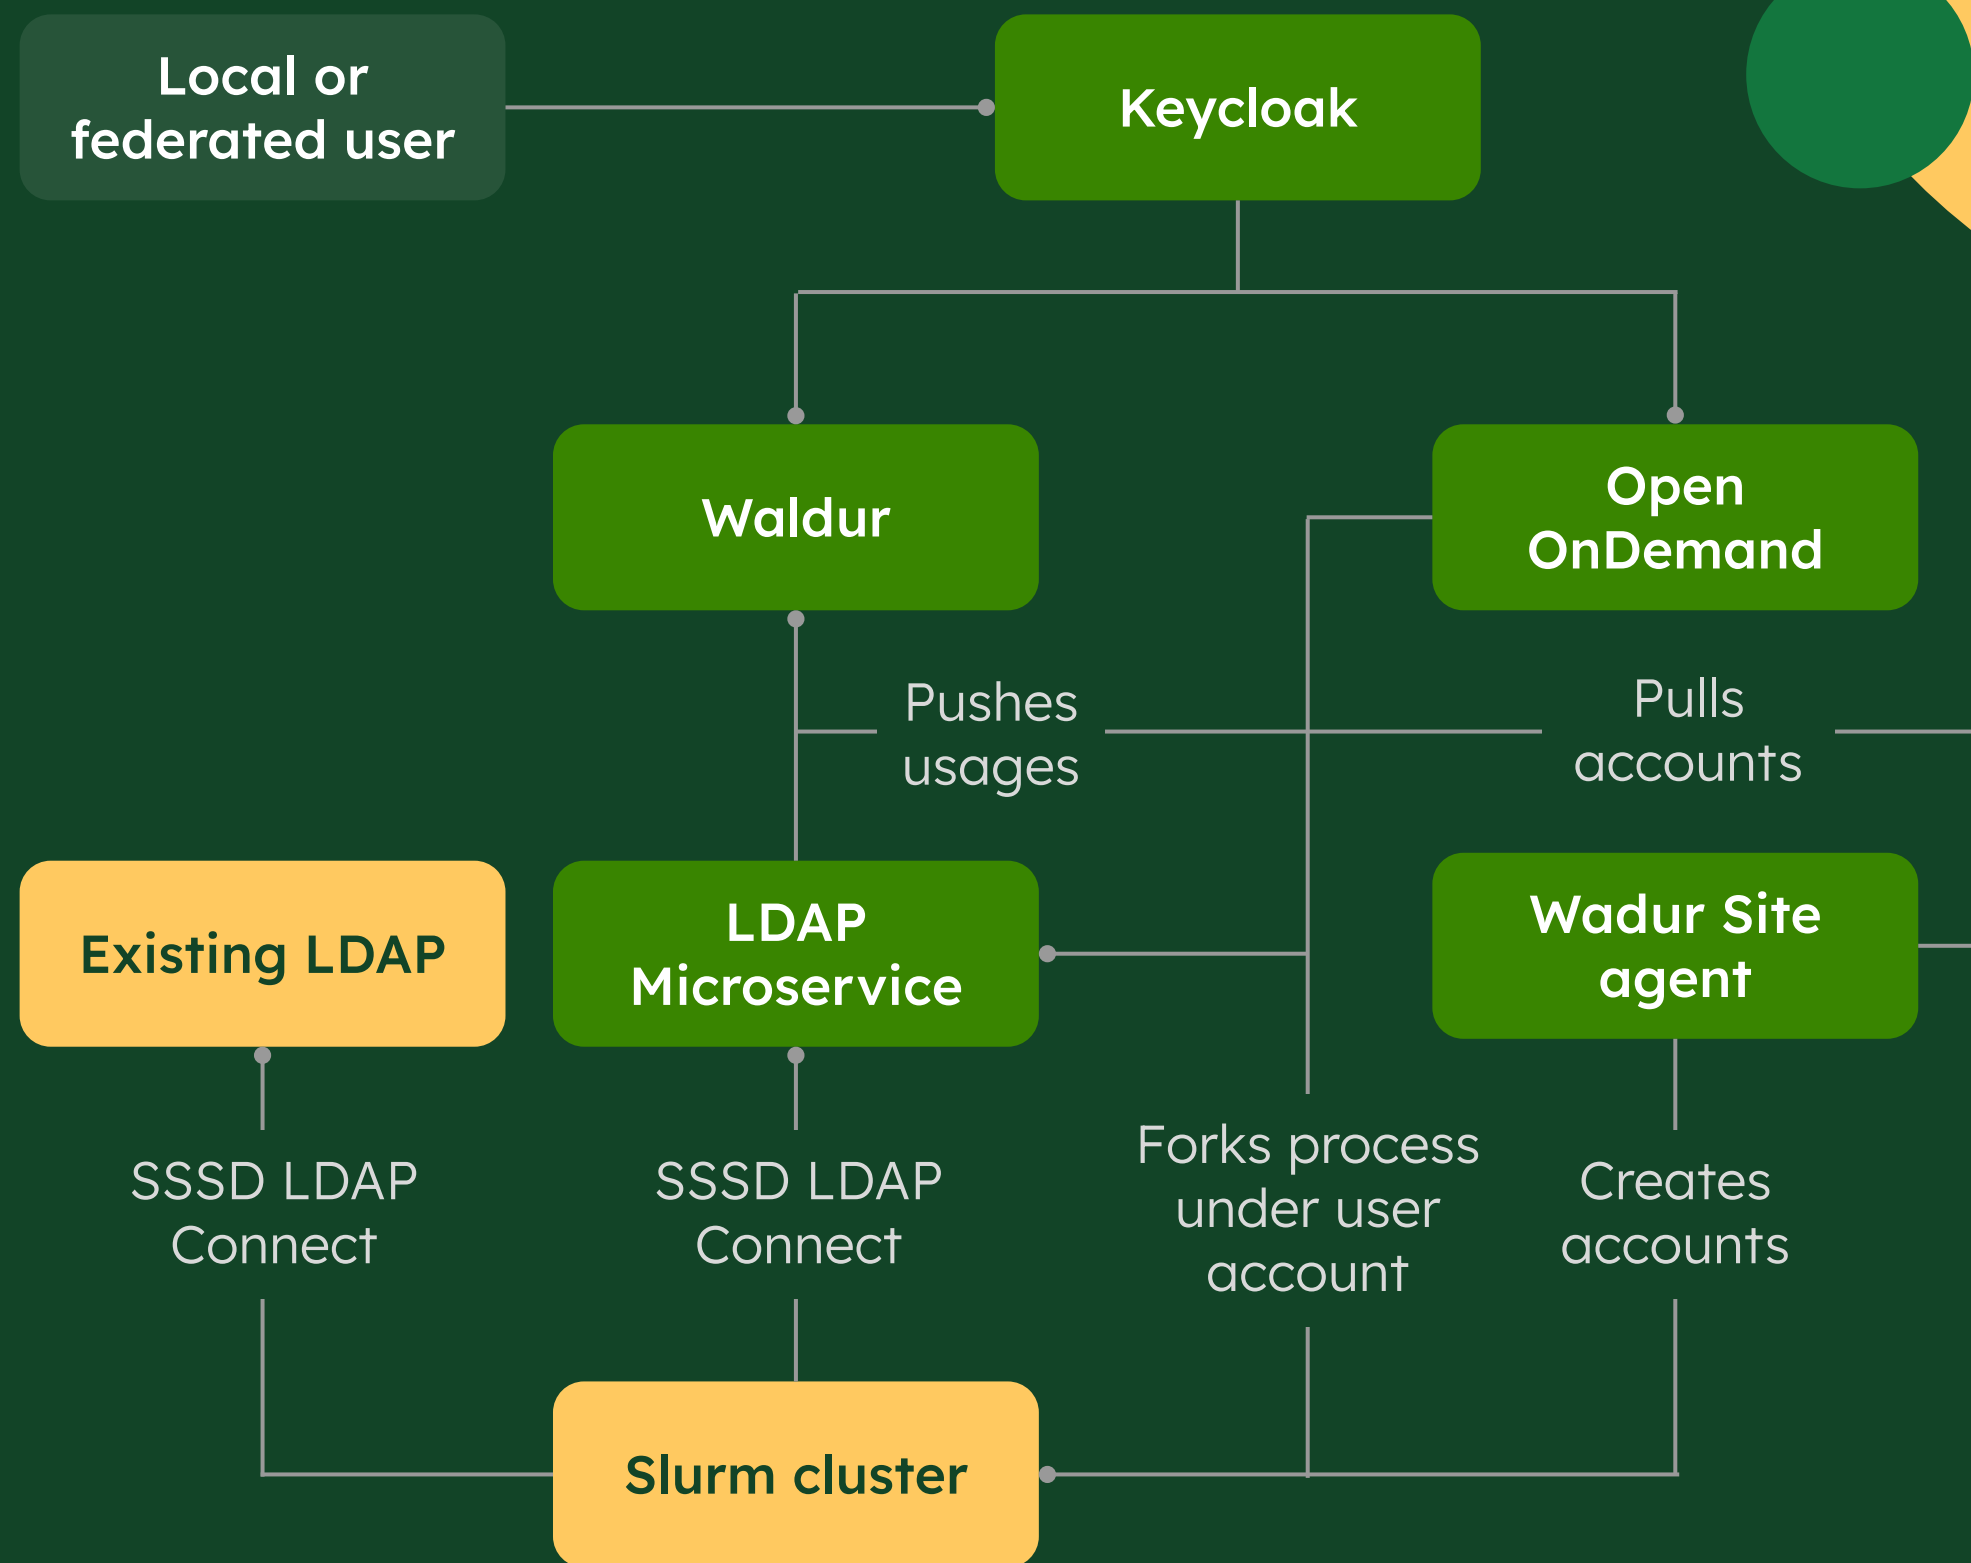 Local or
federated user
Keycloak
Waldur
Open
OnDemand
Pushes
usages
Pulls
accounts
Existing LDAP
LDAP
Microservice
Wadur Site
agent
SSSD LDAP
Connect
SSSD LDAP
Connect
Forks process
under user
account
Creates
accounts
Slurm cluster